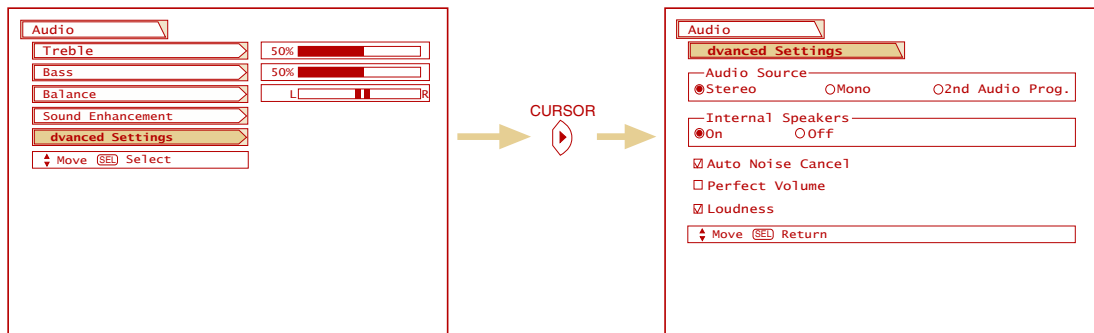 Audio
Treble 50%
Bass 50%
Balance L R
Sound Enhancement
dvanced Settings
Move SEL Select
CURSOR
Audio
dvanced Settings
Audio Source
Stereo Mono 2nd Audio Prog.
Internal Speakers
On Off
Auto Noise Cancel
Perfect Volume
Loudness
Move SEL Return